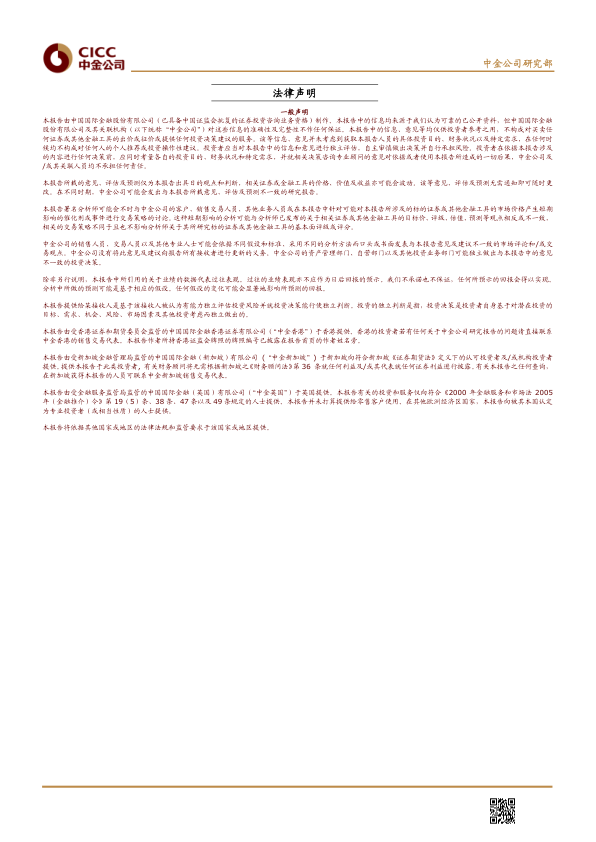 CICC
中金公司
中金公司研究部
法律声明
一般声明
本报告由中国国际金融股份有限公司（已具备中国证监会批复的证券投资咨询业务资格）制作。本报告中的信息均来源于我们认为可靠的已公开资料，但中国国际金融
股份有限公司及其关联机构（以下统称“中金公司”）对这些信息的准确性及完整性不作任何保证。本报告中的信息、意见等均仅供投资者参考之用，不构成对买卖任
何证券或其他金融工具的出价或征价或提供任何投资决策建议的服务。该等信息、意见并未考虑到获取本报告人员的具体投资目的、财务状况以及特定需求，在任何时
候均不构成对任何人的个人推荐或投资操作性建议。投资者应当对本报告中的信息和意见进行独立评估，自主审慎做出决策并自行承担风险。投资者在依据本报告涉及
的内容进行任何决策前，应同时考量各自的投资目的、财务状况和特定需求，并就相关决策咨询专业顾问的意见对依据或者使用本报告所造成的一切后果，中金公司及
/或其关联人员均不承担任何责任。
本报告所载的意见、评估及预测仅为本报告出具日的观点和判断，相关证券或金融工具的价格、价值及收益亦可能会波动。该等意见、评估及预测无需通知即可随时更
改。在不同时期，中金公司可能会发出与本报告所载意见、评估及预测不一致的研究报告。
本报告署名分析师可能会不时与中金公司的客户、销售交易人员、其他业务人员或在本报告中针对可能对本报告所涉及的标的证券或其他金融工具的市场价格产生短期
影响的催化剂或事件进行交易策略的讨论。这种短期影响的分析可能与分析师已发布的关于相关证券或其他金融工具的目标价、评级、估值、预测等观点相反或不一致，
相关的交易策略不同于且也不影响分析师关于其所研究标的证券或其他金融工具的基本面评级或评分。
中金公司的销售人员、交易人员以及其他专业人士可能会依据不同假设和标准、采用不同的分析方法而口头或书面发表与本报告意见及建议不一致的市场评论和/或交
易观点。中金公司没有将此意见及建议向报告所有接收者进行更新的义务。中金公司的资产管理部门、自营部门以及其他投资业务部门可能独立做出与本报告中的意见
不一致的投资决策。
除非另行说明，本报告中所引用的关于业绩的数据代表过往表现。过往的业绩表现亦不应作为日后回报的预示。我们不承诺也不保证，任何所预示的回报会得以实现。
分析中所做的预测可能是基于相应的假设。任何假设的变化可能会显著地影响所预测的回报。
本报告提供给某接收人是基于该接收人被认为有能力独立评估投资风险并就投资决策能行使独立判断。投资的独立判断是指，投资决策是投资者自身基于对潜在投资的
目标、需求、机会、风险、市场因素及其他投资考虑而独立做出的。
本报告由受香港证券和期货委员会监管的中国国际金融香港证券有限公司（“中金香港”）于香港提供。香港的投资者若有任何关于中金公司研究报告的问题请直接联系
中金香港的销售交易代表。本报告作者所持香港证监会牌照的牌照编号已披露在报告首页的作者姓名旁。
本报告由受新加坡金融管理局监管的中国国际金融（新加坡）有限公司（“中金新加坡”）于新加坡向符合新加坡《证券期货法》定义下的认可投资者及/或机构投资者
提供。提供本报告于此类投资者，有关财务顾问将无需根据新加坡之《财务顾问法》第 36 条就任何利益及/或其代表就任何证券利益进行披露。有关本报告之任何查询，
在新加坡获得本报告的人员可联系中金新加坡销售交易代表。
本报告由受金融服务监管局监管的中国国际金融（英国）有限公司（“中金英国”）于英国提供。本报告有关的投资和服务仅向符合《2000 年金融服务和市场法 2005
年（金融推介）令》第 19（5）条、38 条、47 条以及 49 条规定的人士提供。本报告并未打算提供给零售客户使用。在其他欧洲经济区国家，本报告向被其本国认定
为专业投资者（或相当性质）的人士提供。
本报告将依据其他国家或地区的法律法规和监管要求于该国家或地区提供。